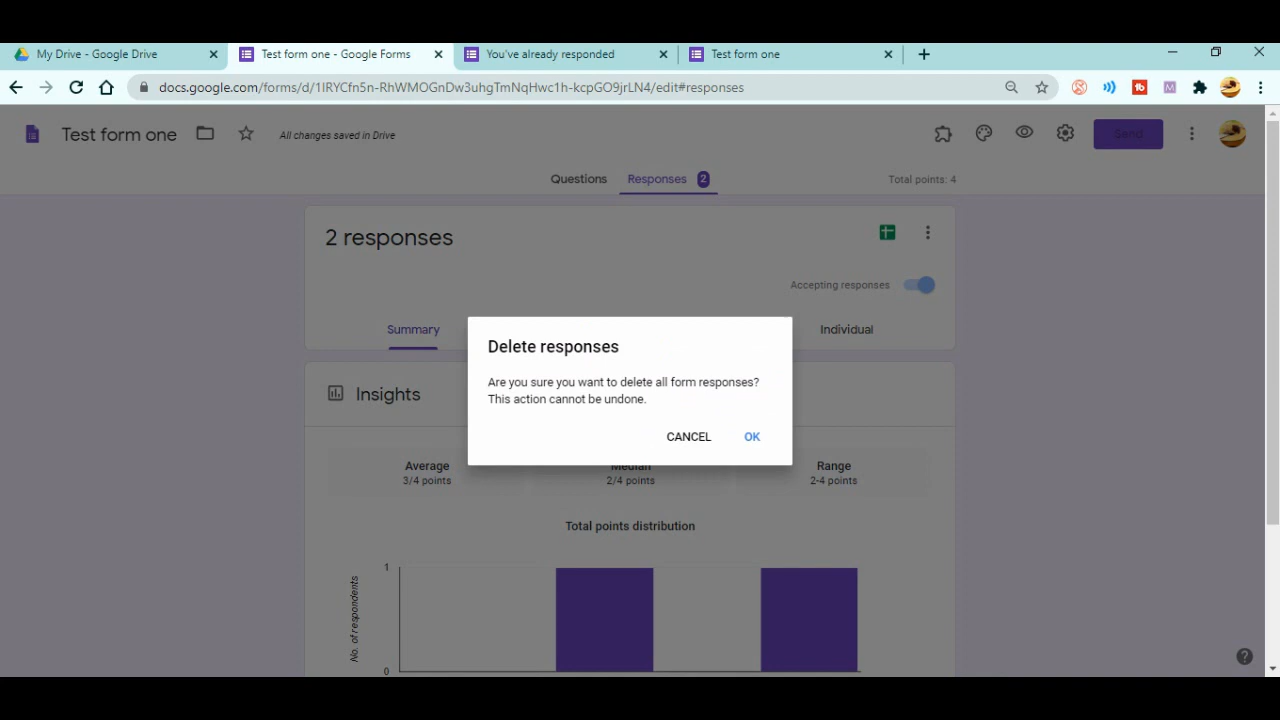 My Drive - Google Drive
Test form one - Google Forms
You've already responded
Test form one
docs.google.com/forms/d/1IRYCfn5n-RhWMOGnDw3uhgTmNqHwc1h-kcpGO9jrLN4/edit#responses
Test form one
All changes saved in Drive
Send
Questions
Responses 2
Total points: 4
2 responses
Accepting responses
Summary
Individual
Delete responses
Are you sure you want to delete all form responses?
This action cannot be undone.
CANCEL OK
Insights
Average
3/4 points
Median
2/4 points
Range
2-4 points
Total points distribution
No. of respondents
1
0